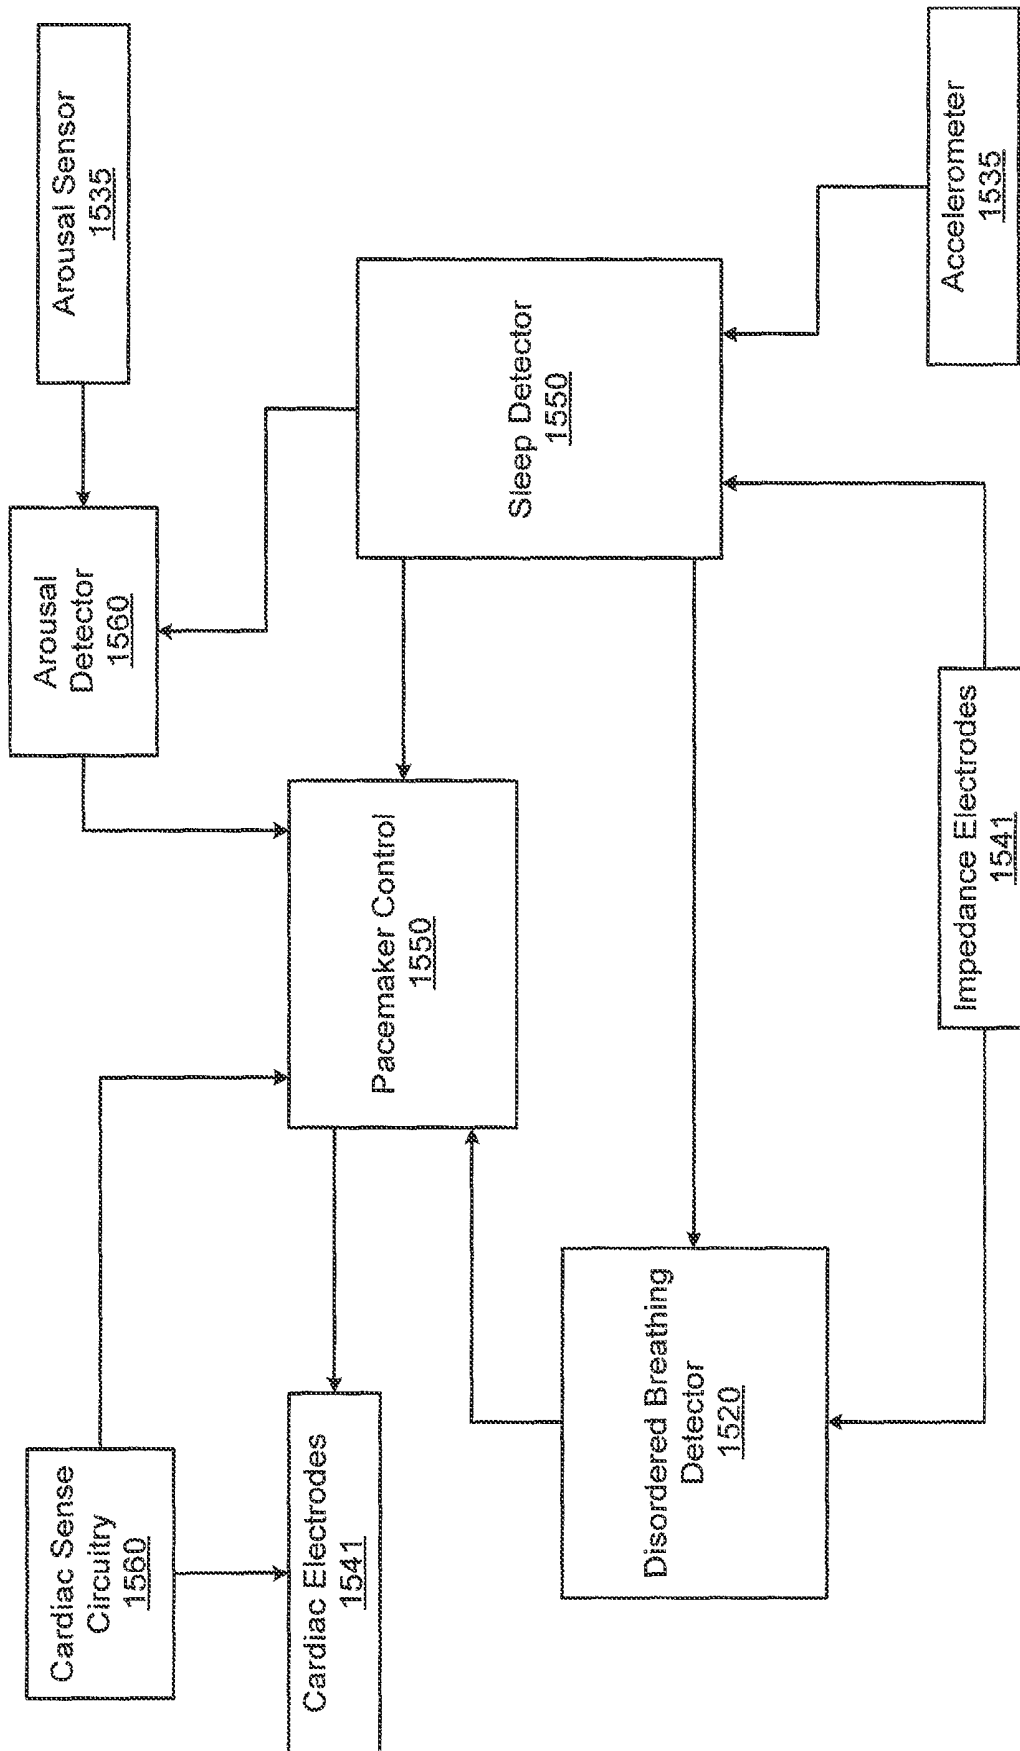 Cardiac Sense
Circuitry
1560
Cardiac Electrodes
1541
Disordered Breathing
Detector
1520
Pacemaker Control
1550
Impedance Electrodes
1541
Arousal
Detector
1560
Sleep Detector
1550
Arousal Sensor
1535
Accelerometer
1535